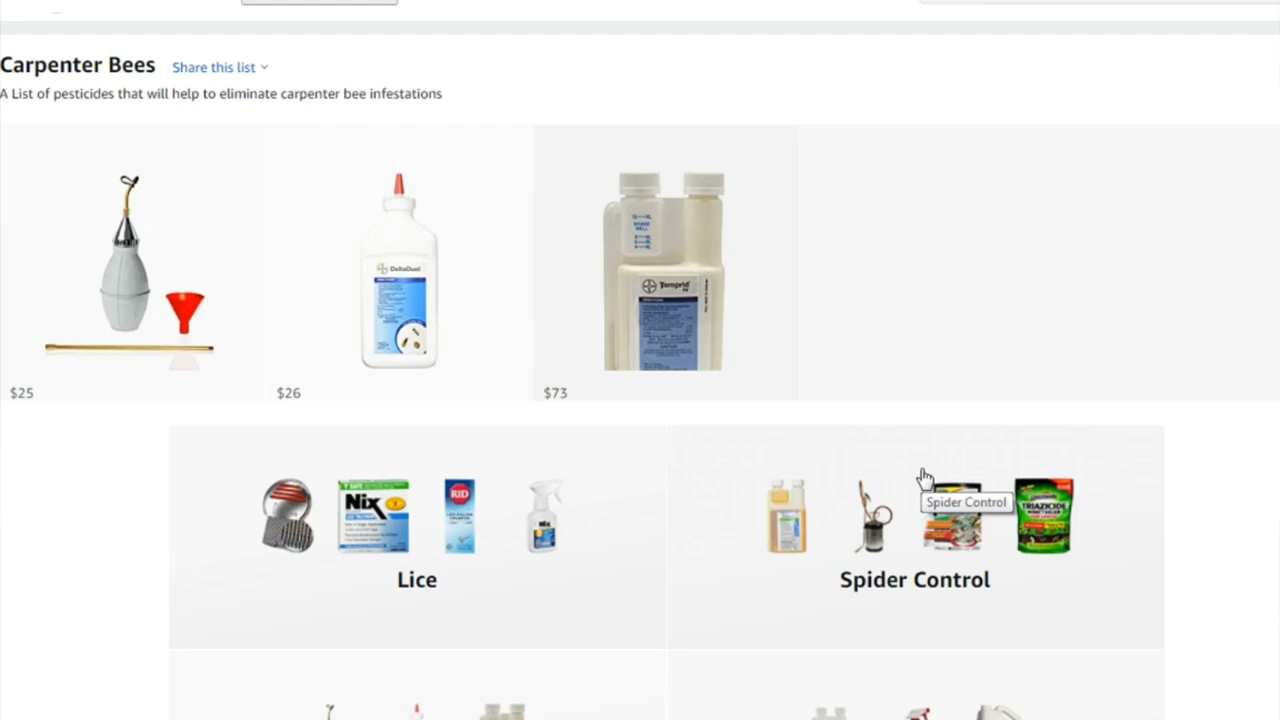 Carpenter Bees Share this list
A List of pesticides that will help to eliminate carpenter bee infestations
DeltaDust
Temprid
$25
$26
$73
Nix
RID
Nix
TRIAZICIDE
Spider Control
Lice
Spider Control